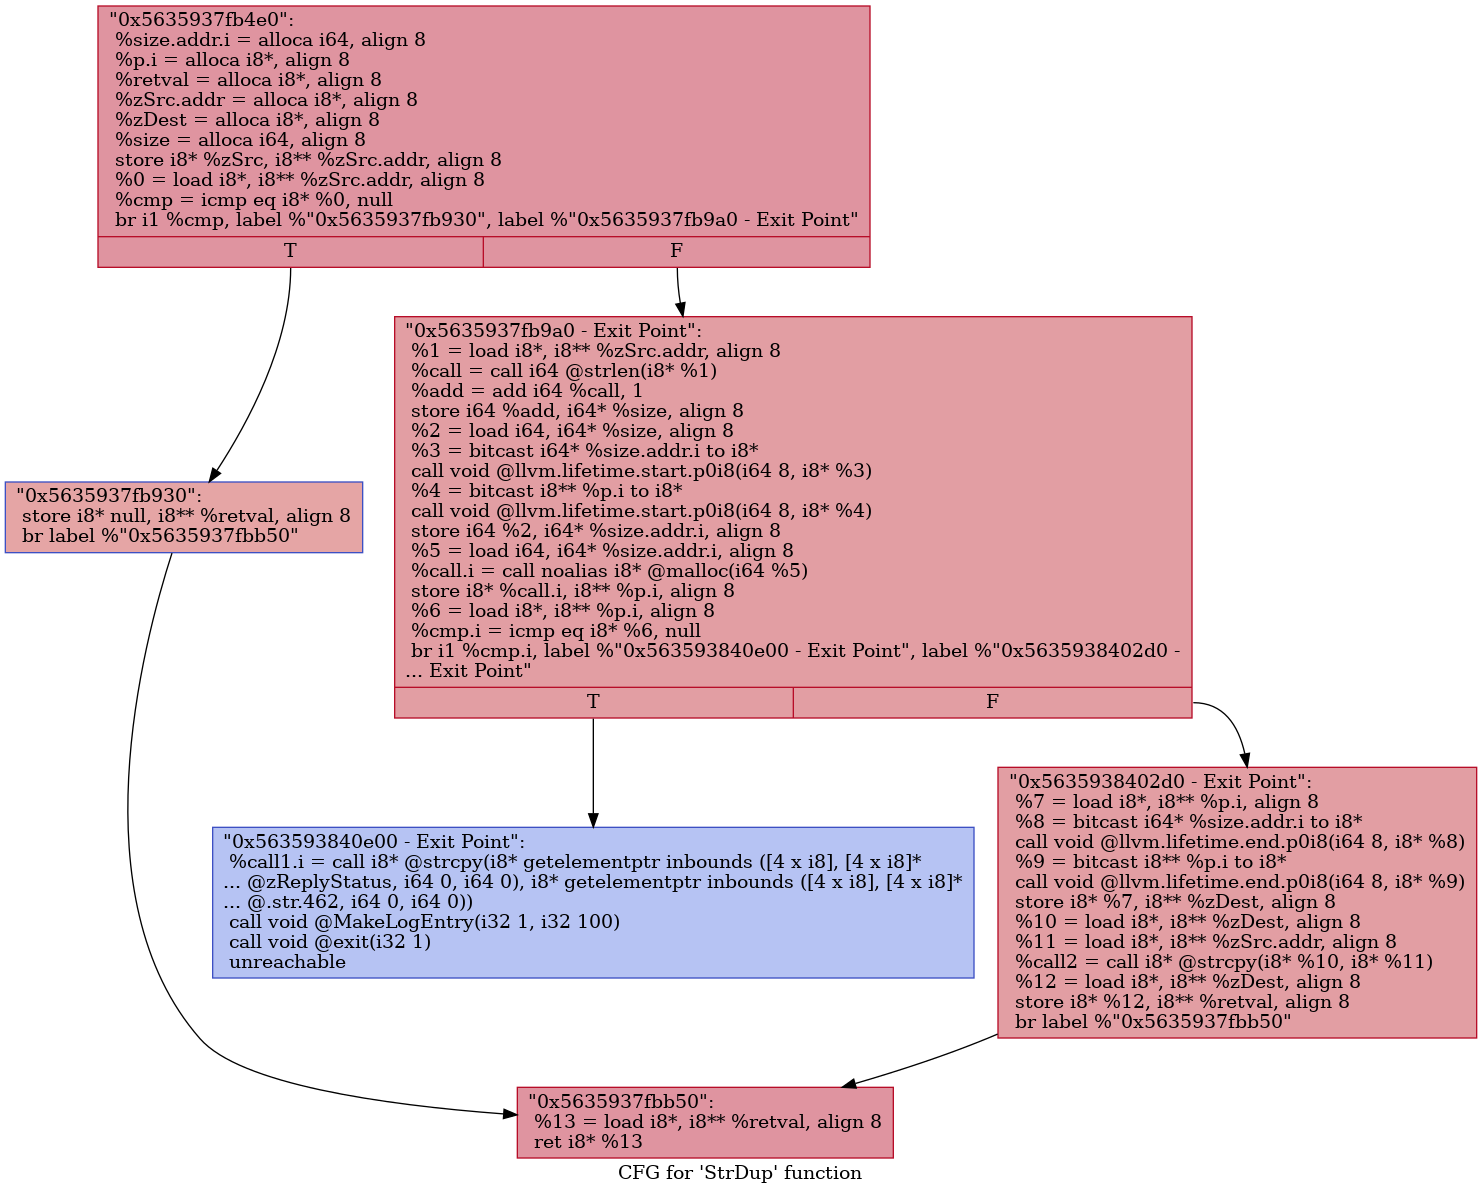 "0x5635937fb4e0":
%size.addr.i = alloca i64, align 8
%p.i = alloca i8*, align 8
%retval = alloca i8*, align 8
%zSrc.addr = alloca i8*, align 8
%zDest = alloca i8*, align 8
%size = alloca i64, align 8
store i8* %zSrc, i8** %zSrc.addr, align 8
%0 = load i8*, i8** %zSrc.addr, align 8
%cmp = icmp eq i8* %0, null
br i1 %cmp, label %"0x5635937fb930", label %"0x5635937fb9a0 - Exit Point"
T
F
"0x5635937fb9a0 - Exit Point":
%1 = load i8*, i8** %zSrc.addr, align 8
%call = call i64 @strlen(i8* %1)
%add = add i64 %call, 1
store i64 %add, i64* %size, align 8
%2 = load i64, i64* %size, align 8
%3 = bitcast i64* %size.addr.i to i8*
call void @llvm.lifetime.start.p0i8(i64 8, i8* %3)
%4 = bitcast i8** %p.i to i8*
call void @llvm.lifetime.start.p0i8(i64 8, i8* %4)
store i64 %2, i64* %size.addr.i, align 8
%5 = load i64, i64* %size.addr.i, align 8
%call.i = call noalias i8* @malloc(i64 %5)
store i8* %call.i, i8** %p.i, align 8
%6 = load i8*, i8** %p.i, align 8
%cmp.i = icmp eq i8* %6, null
br i1 %cmp.i, label %"0x563593840e00 - Exit Point", label %"0x5635938402d0 -
... Exit Point"
T
F
"0x5635937fb930":
store i8* null, i8** %retval, align 8
br label %"0x5635937fbb50"
"0x563593840e00 - Exit Point":
%call1.i = call i8* @strcpy(i8* getelementptr inbounds ([4 x i8], [4 x i8]*
... @zReplyStatus, i64 0, i64 0), i8* getelementptr inbounds ([4 x i8], [4 x i8]*
... @.str.462, i64 0, i64 0))
call void @MakeLogEntry(i32 1, i32 100)
call void @exit(i32 1)
unreachable
"0x5635938402d0 - Exit Point":
%7 = load i8*, i8** %p.i, align 8
%8 = bitcast i64* %size.addr.i to i8*
call void @llvm.lifetime.end.p0i8(i64 8, i8* %8)
%9 = bitcast i8** %p.i to i8*
call void @llvm.lifetime.end.p0i8(i64 8, i8* %9)
store i8* %7, i8** %zDest, align 8
%10 = load i8*, i8** %zDest, align 8
%11 = load i8*, i8** %zSrc.addr, align 8
%call2 = call i8* @strcpy(i8* %10, i8* %11)
%12 = load i8*, i8** %zDest, align 8
store i8* %12, i8** %retval, align 8
br label %"0x5635937fbb50"
"0x5635937fbb50":
%13 = load i8*, i8** %retval, align 8
ret i8* %13
CFG for 'StrDup' function